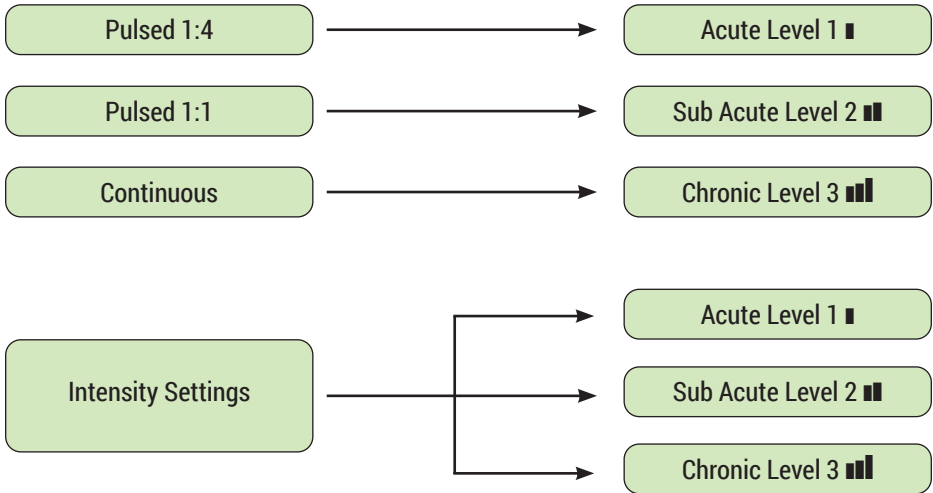 Pulsed 1:4
Acute Level 1
Pulsed 1:1
Sub Acute Level 2
Continuous
Chronic Level 3
Intensity Settings
Acute Level 1
Sub Acute Level 2
Chronic Level 3